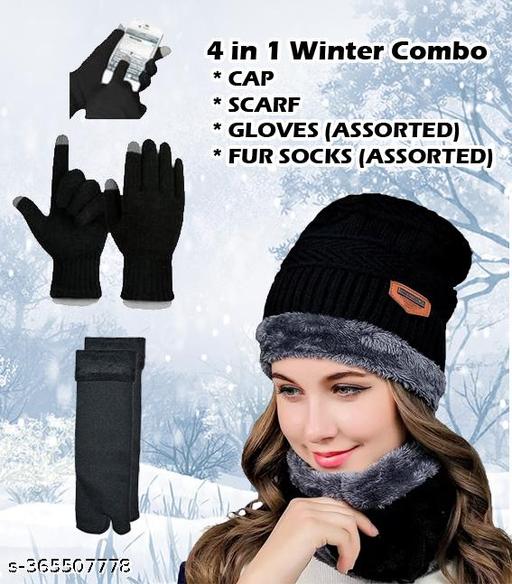 4 in 1 Winter Combo
* CAP
* SCARF
* GLOVES (ASSORTED)
* FUR SOCKS (ASSORTED)
s-365507778